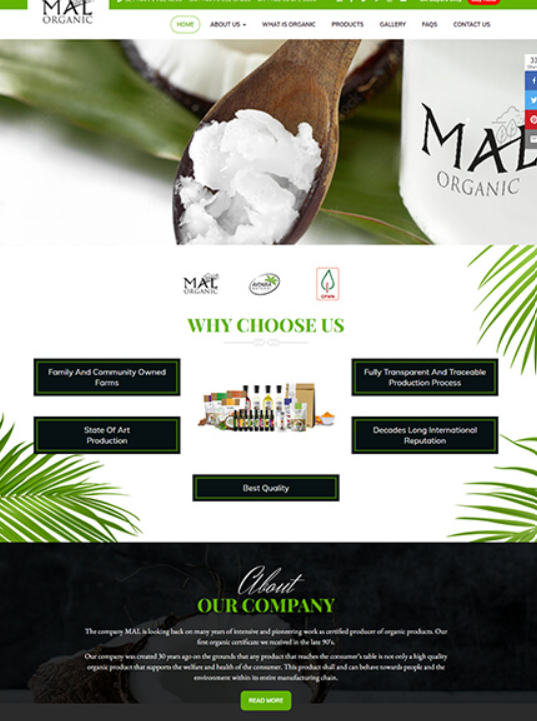 MAL
ORGANIC
HOME
ABOUT US
WHAT IS ORGANIC
PRODUCTS
GALLERY
FAQS
CONTACT US
MAL
ORGANIC
MAL
ORGANIC
WHY CHOOSE US
Family And Community Owned
Farms
Fully Transparent And Traceable
Production Process
State Of Art
Production
Decades Long International
Reputation
Best Quality
About
OUR COMPANY
The company MAL is looking back on many years of intensive and pioneering work as certified producer of organic products. Our
first organic certificate we received in the late 90's.
Our company was created 30 years ago on the grounds that any product that reaches the consumer's table is not only a high quality
organic product that supports the welfare and health of the consumer. This product shall and can behave towards people and the
environment within its entire manufacturing chain.
READ MORE